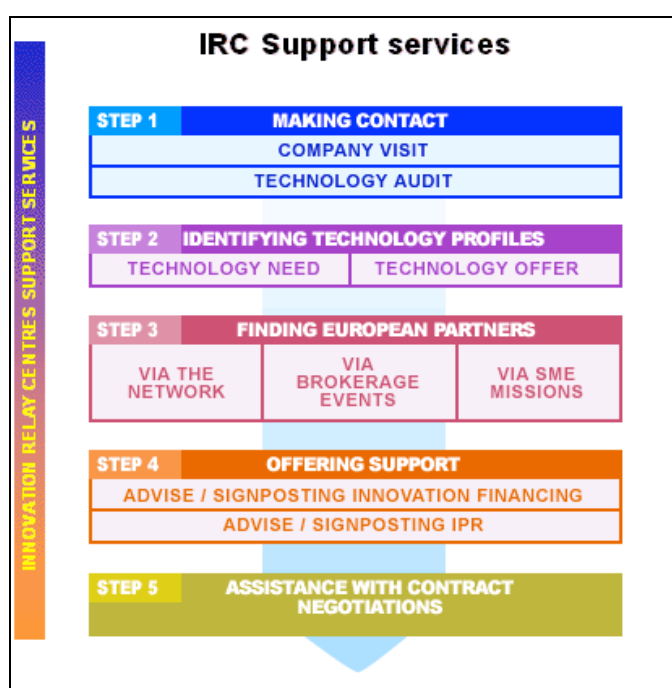 IRC Support services
INNOVATION RELAY CENTRES SUPPORT SERVICES
STEP 1 MAKING CONTACT
COMPANY VISIT
TECHNOLOGY AUDIT
STEP 2 IDENTIFYING TECHNOLOGY PROFILES
TECHNOLOGY NEED TECHNOLOGY OFFER
STEP 3 FINDING EUROPEAN PARTNERS
VIA THE
NETWORK
VIA
BROKERAGE
EVENTS
VIA SME
MISSIONS
STEP 4 OFFERING SUPPORT
ADVISE / SIGNPOSTING INNOVATION FINANCING
ADVISE / SIGNPOSTING IPR
STEP 5 ASSISTANCE WITH CONTRACT
NEGOTIATIONS